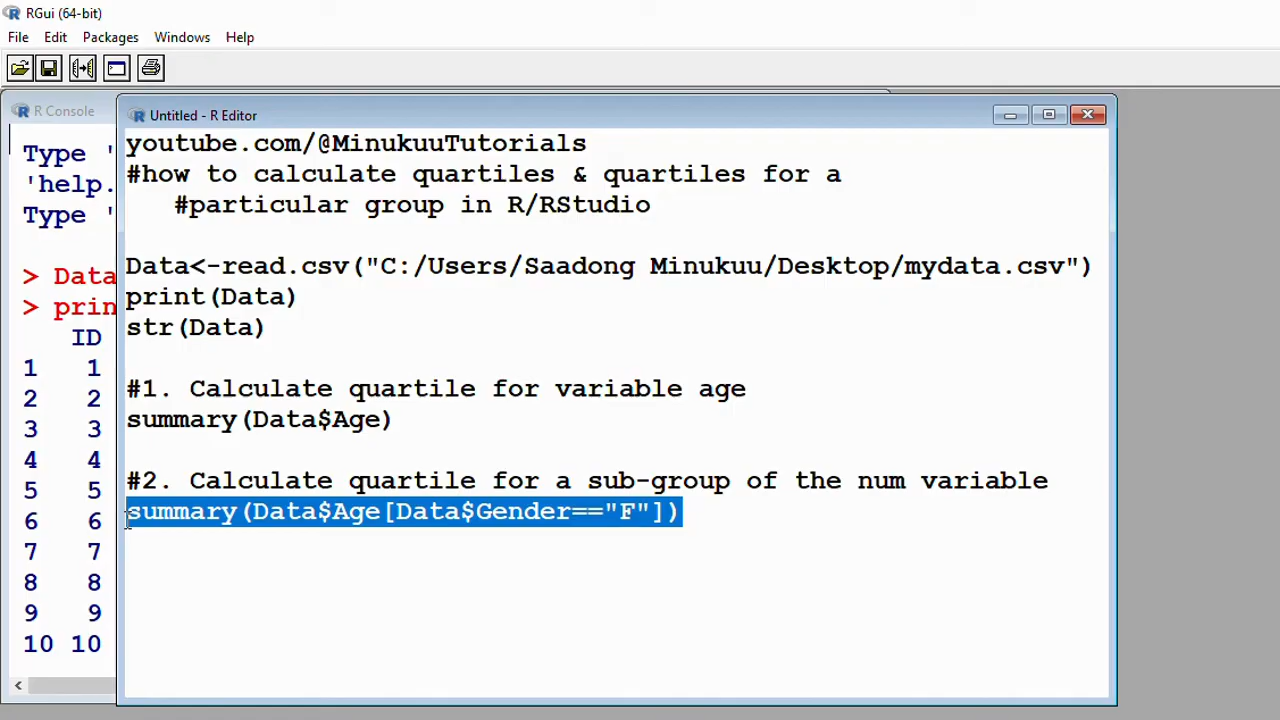 RGui (64-bit)
File Edit Packages Windows Help
R Console
Type '
'help.
Type '
> Data
> prin
ID
1 1
2 2
3 3
4 4
5 5
6 6
7 7
8 8
9 9
10 10
Untitled - R Editor
youtube.com/@MinukuuTutorials
#how to calculate quartiles & quartiles for a
#particular group in R/RStudio
Data<-read.csv("C:/Users/Saadong Minukuu/Desktop/mydata.csv")
print(Data)
str(Data)
#1. Calculate quartile for variable age
summary(Data$Age)
#2. Calculate quartile for a sub-group of the num variable
summary(Data$Age[Data$Gender=="F"])